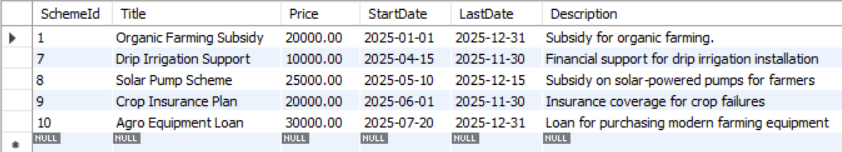 SchemeId Title Price StartDate LastDate Description
1 Organic Farming Subsidy 20000.00 2025-01-01 2025-12-31 Subsidy for organic farming.
7 Drip Irrigation Support 10000.00 2025-04-15 2025-11-30 Financial support for drip irrigation installation
8 Solar Pump Scheme 25000.00 2025-05-10 2025-12-15 Subsidy on solar-powered pumps for farmers
9 Crop Insurance Plan 20000.00 2025-06-01 2025-11-30 Insurance coverage for crop failures
10 Agro Equipment Loan 30000.00 2025-07-20 2025-12-31 Loan for purchasing modern farming equipment
NULL NULL NULL NULL NULL NULL